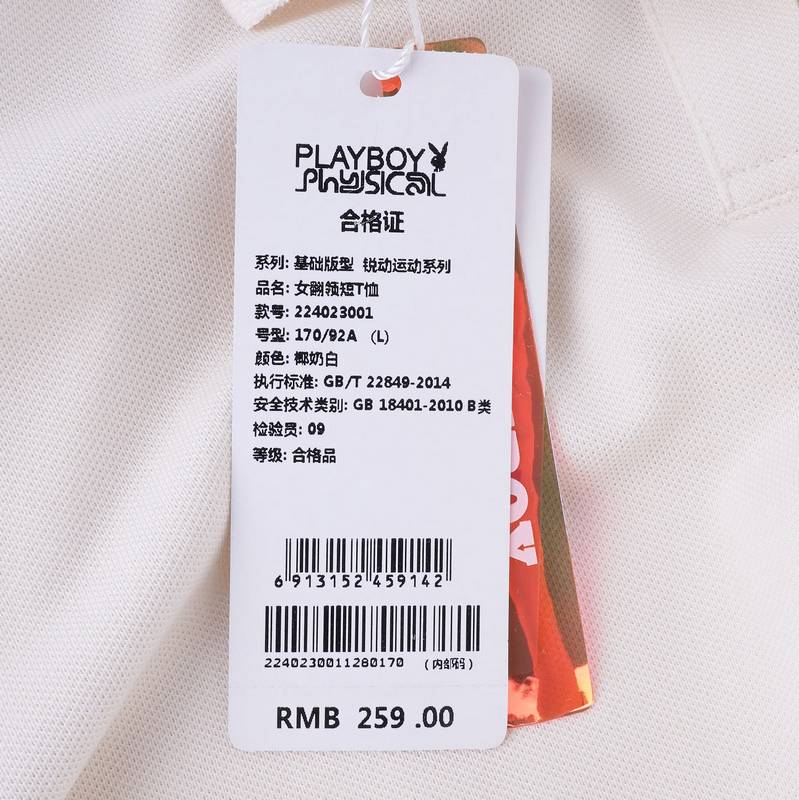 PLAYBOY
Physical
合格证
系列: 基础版型 锐动运动系列
品名: 女翻领短T恤
款号: 224023001
号型: 170/92A (L)
颜色: 椰奶白
执行标准: GB/T 22849-2014
安全技术类别: GB 18401-2010 B类
检验员: 09
等级: 合格品
6 913152 459142
2240230011280170 (内部码)
RMB 259 .00